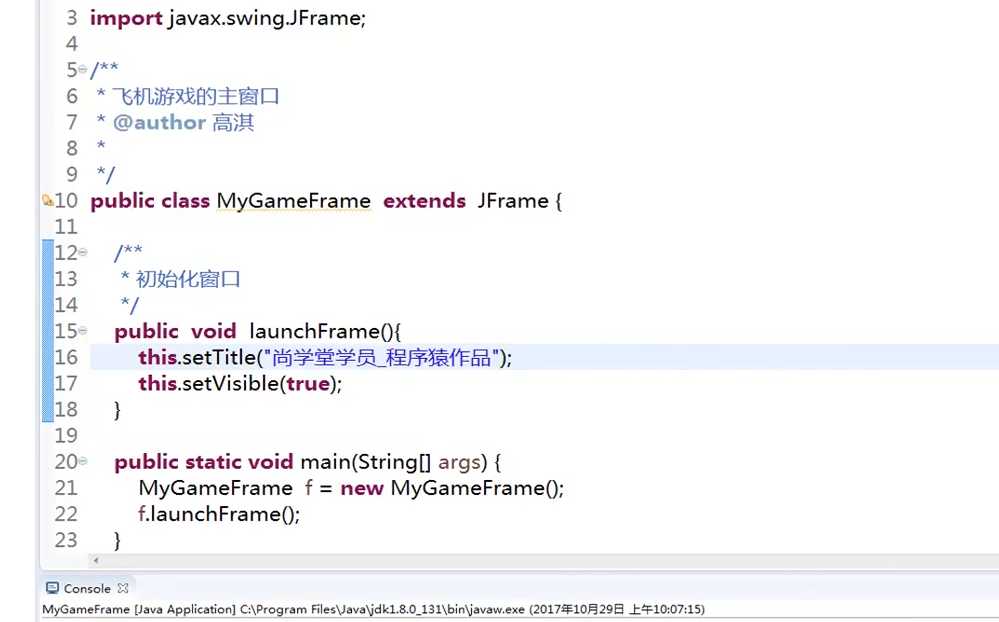 3 import javax.swing.JFrame;
4
5 /**
6 * 飞机游戏的主窗口
7 * @author 高淇
8 *
9 */
10 public class MyGameFrame extends JFrame {
11
12 /**
13 * 初始化窗口
14 */
15 public void launchFrame(){
16 this.setTitle("尚学堂学员_程序猿作品");
17 this.setVisible(true);
18 }
19
20 public static void main(String[] args) {
21 MyGameFrame f = new MyGameFrame();
22 f.launchFrame();
23 }
Console
MyGameFrame [Java Application] C:\Program Files\Java\jdk1.8.0_131\bin\javaw.exe (2017年10月29日 上午10:07:15)